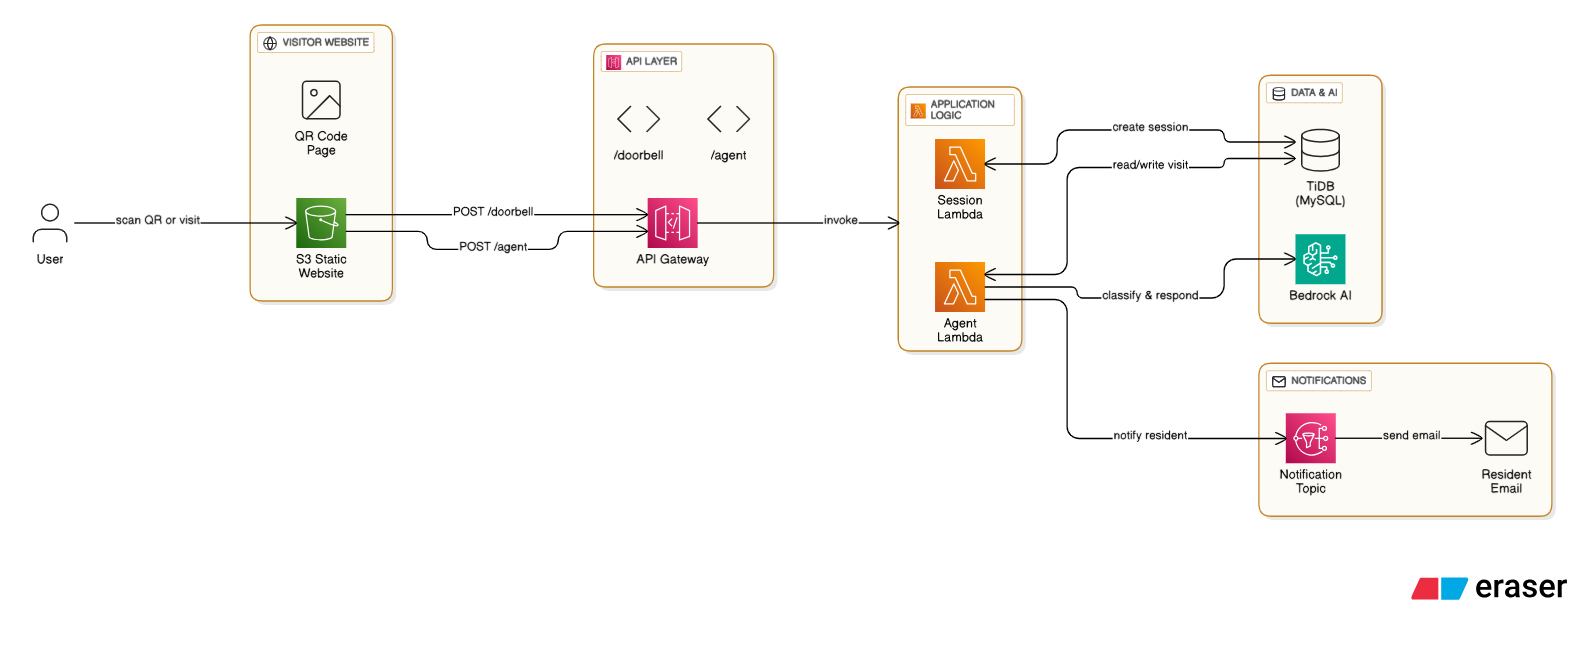 VISITOR WEBSITE
QR Code
Page
scan QR or visit
User
S3 Static
Website
POST /doorbell
POST /agent
API LAYER
/doorbell
/agent
API Gateway
invoke
APPLICATION
LOGIC
Session
Lambda
Agent
Lambda
create session
read/write visit
classify & respond
notify resident
DATA & AI
TiDB
(MySQL)
Bedrock AI
NOTIFICATIONS
Notification
Topic
send email
Resident
Email
eraser